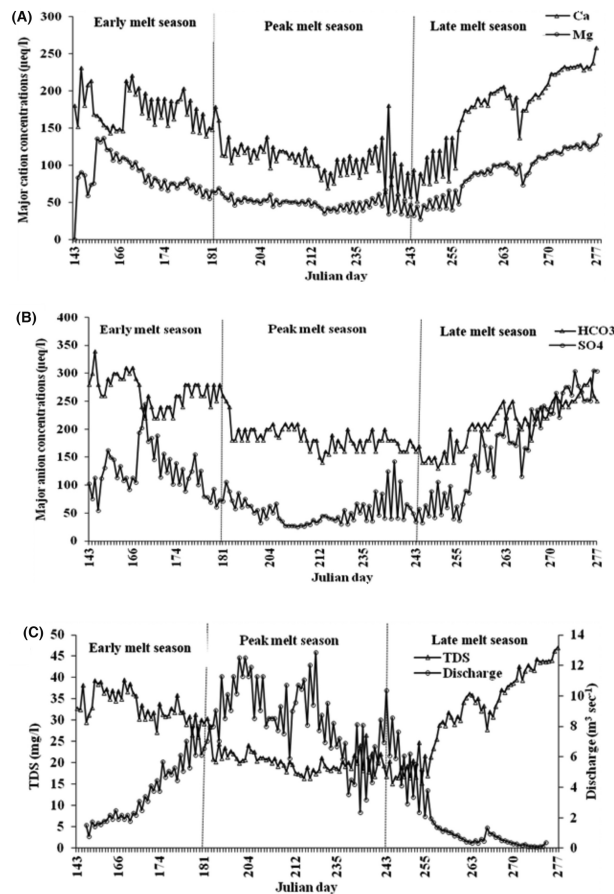 (A)
Early melt season
Peak melt season
Late melt season
Ca
Mg
Major cation concentrations (µeq/l)
300
250
200
150
100
50
0
143
166
181
204
235
243
255
277
Julian day
(B)
Early melt season
Peak melt season
Late melt season
HCO3
SO4
Major anion concentrations (µeq/l)
400
350
300
250
200
150
100
50
0
143
166
174
181
204
212
235
243
255
263
270
277
Julian day
(C)
Early melt season
Peak melt season
Late melt season
TDS
Discharge
TDS (mg/l)
50
45
40
35
30
25
20
15
10
5
0
Discharge (m3 sec-1)
14
12
10
8
6
4
2
0
143
166
174
181
204
212
235
243
255
263
270
277
Julian day